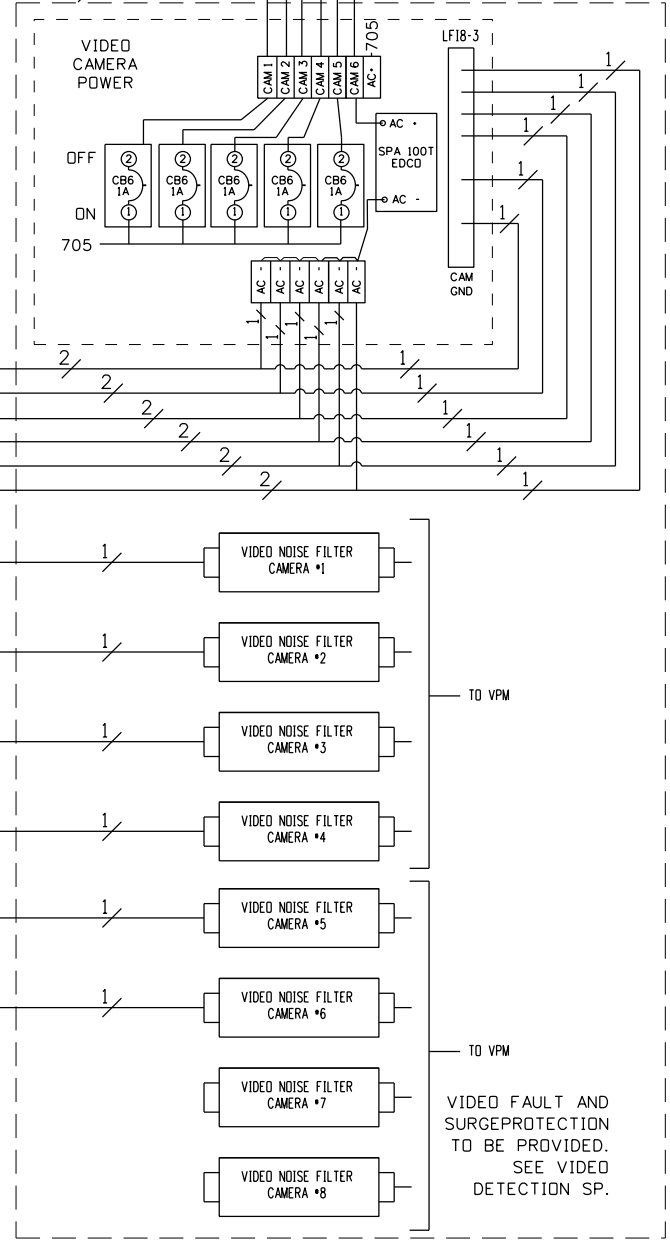 VIDEO
CAMERA
POWER
CAM 1
CAM 2
CAM 3
CAM 4
CAM 5
CAM 6
AC+
705
LFI8-3
OFF
ON
705
2
CB6
1A
1
2
CB6
1A
1
2
CB6
1A
1
2
CB6
1A
1
2
CB6
1A
1
AC +
SPA 100T
EDCO
AC -
CAM
GND
1
1
1
1
1
1
AC -
AC -
AC -
AC -
AC -
AC -
1
1
1
1
1
2
1
2
1
2
1
2
1
2
1
2
1
1
VIDEO NOISE FILTER
CAMERA #1
1
VIDEO NOISE FILTER
CAMERA #2
TO VPM
1
VIDEO NOISE FILTER
CAMERA #3
1
VIDEO NOISE FILTER
CAMERA #4
1
VIDEO NOISE FILTER
CAMERA #5
1
VIDEO NOISE FILTER
CAMERA #6
TO VPM
VIDEO NOISE FILTER
CAMERA #7
VIDEO NOISE FILTER
CAMERA #8
VIDEO FAULT AND
SURGEPROTECTION
TO BE PROVIDED.
SEE VIDEO
DETECTION SP.